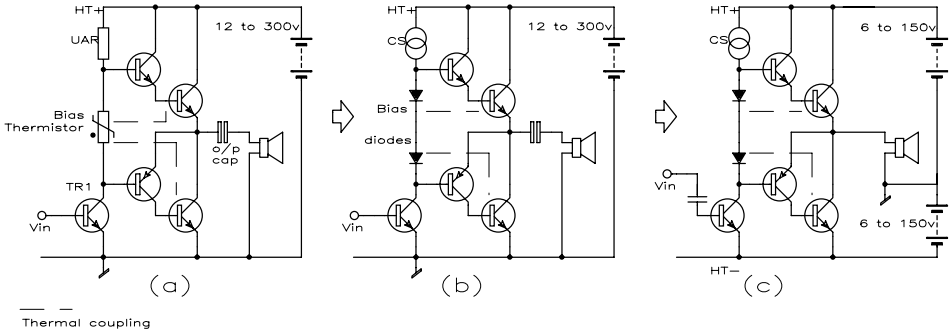 HT+
UAR
12 to 300v
Bias
Thermistor
o/p
cap
TR1
Vin
(a)
HT+
CS
12 to 300v
Bias
diodes
Vin
(b)
HT+
CS
6 to 150v
Vin
6 to 150v
HT-
(c)
Thermal coupling